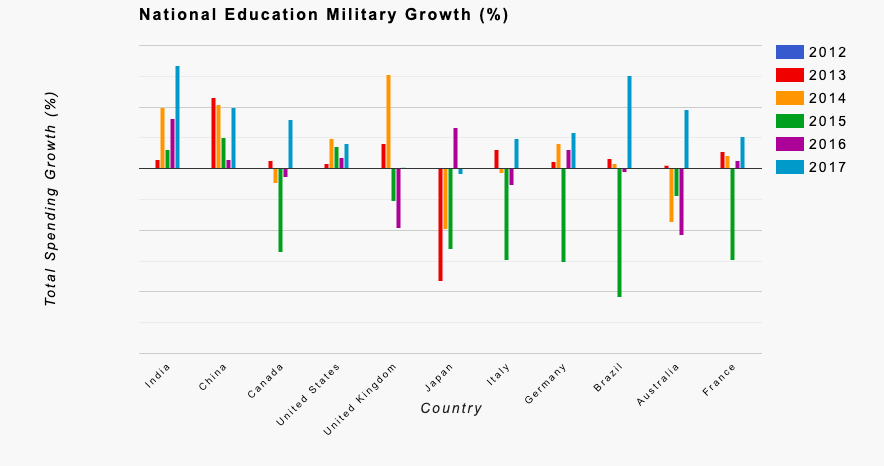 National Education Military Growth (%)
2012
2013
2014
2015
2016
2017
Total Spending Growth (%)
India
China
Canada
United States
United Kingdom
Japan
Italy
Germany
Brazil
Australia
France
Country